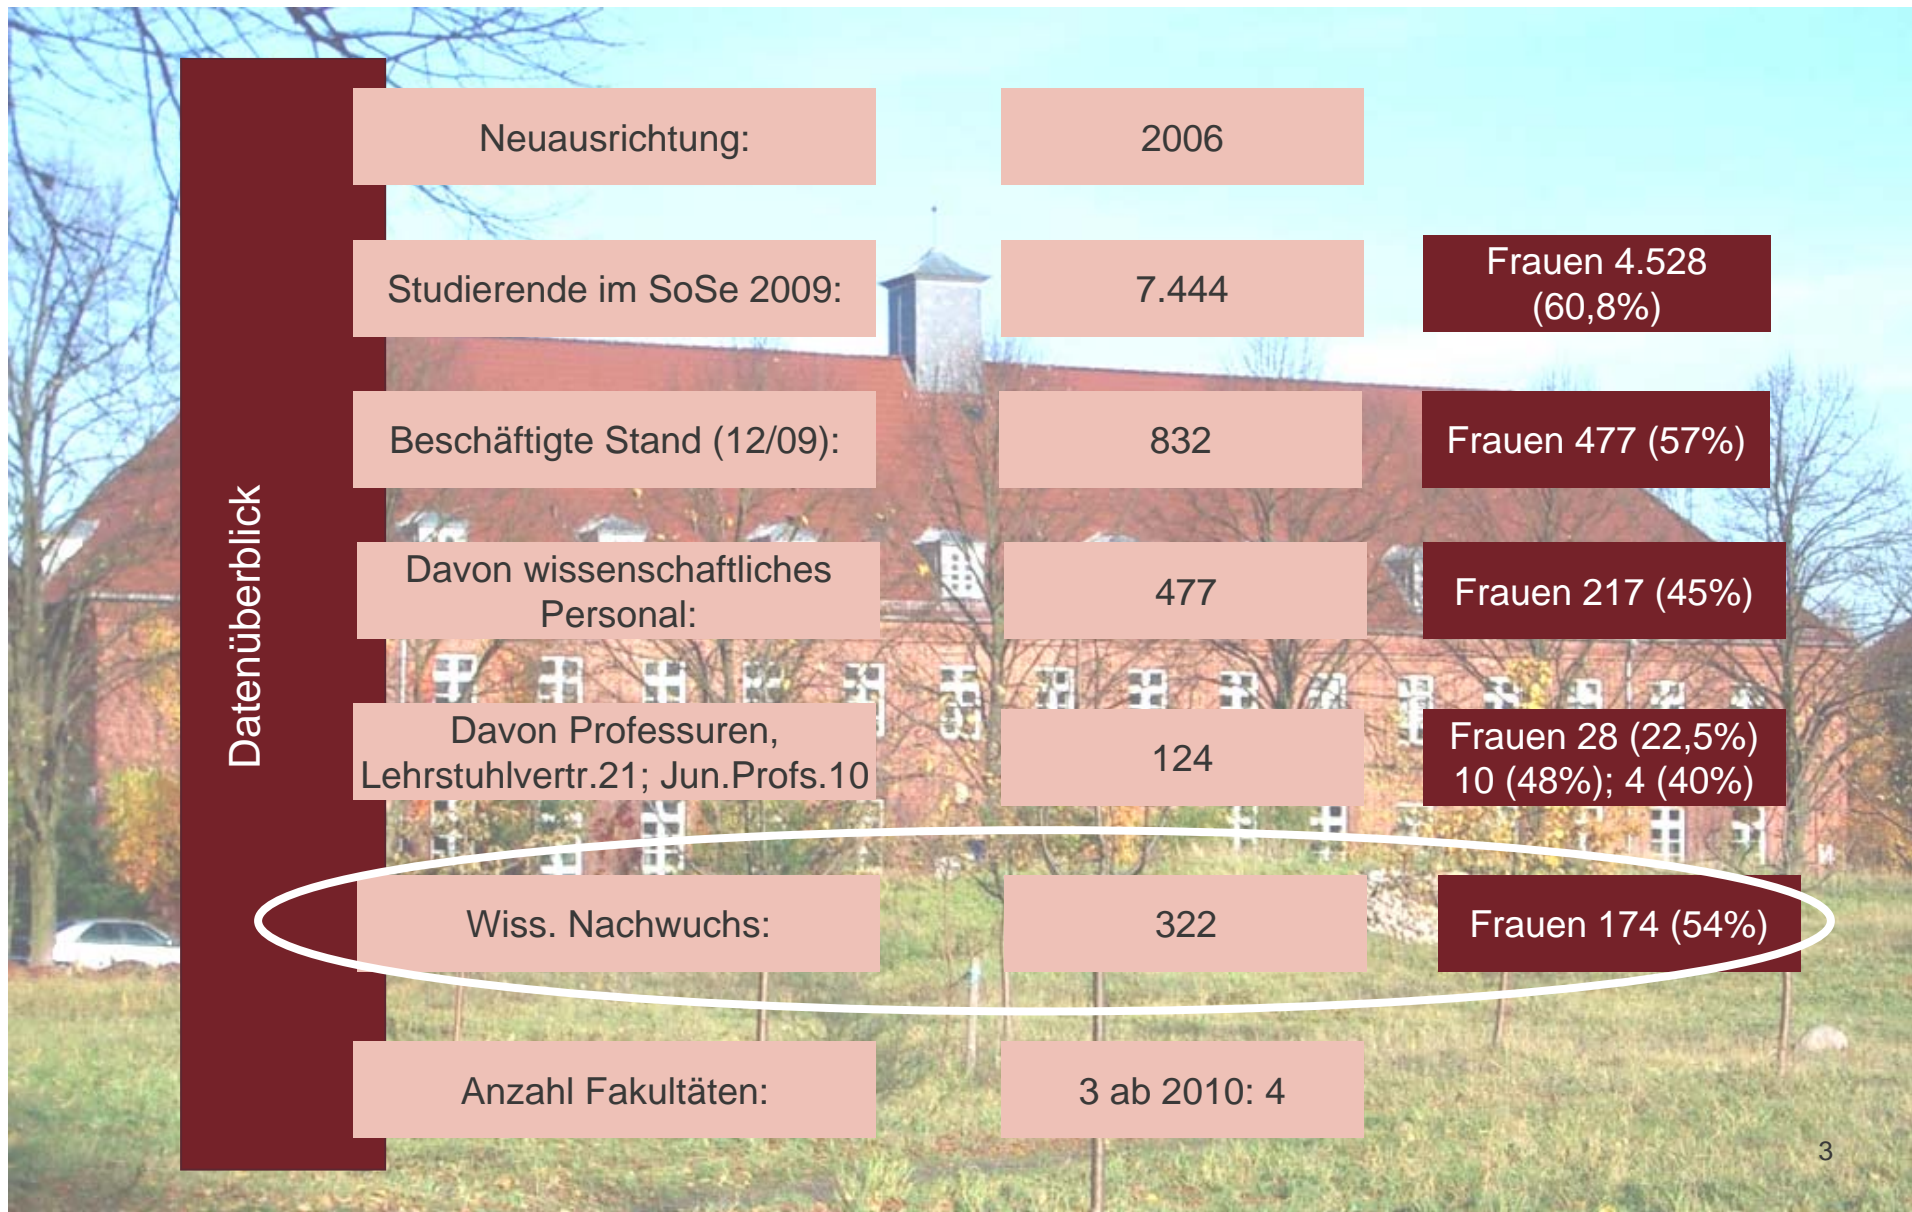 Datenüberblick
Neuausrichtung:
2006
Studierende im SoSe 2009:
7.444
Frauen 4.528
(60,8%)
Beschäftigte Stand (12/09):
832
Frauen 477 (57%)
Davon wissenschaftliches
Personal:
477
Frauen 217 (45%)
Davon Professuren,
Lehrstuhlvertr.21; Jun.Profs.10
124
Frauen 28 (22,5%)
10 (48%); 4 (40%)
Wiss. Nachwuchs:
322
Frauen 174 (54%)
Anzahl Fakultäten:
3 ab 2010: 4
3